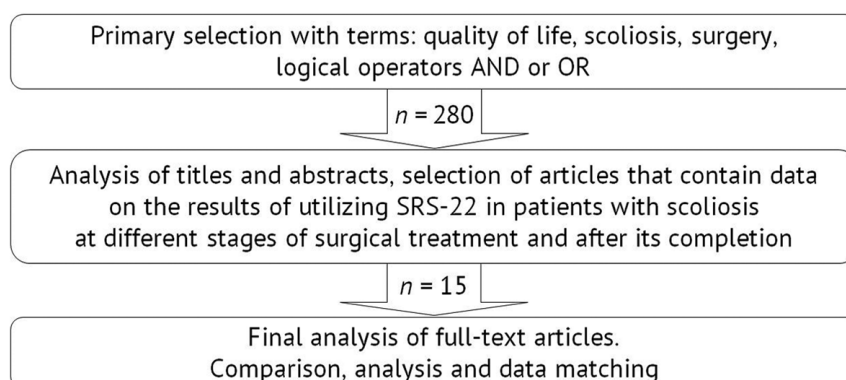 Primary selection with terms: quality of life, scoliosis, surgery,
logical operators AND or OR
n = 280
Analysis of titles and abstracts, selection of articles that contain data
on the results of utilizing SRS-22 in patients with scoliosis
at different stages of surgical treatment and after its completion
n = 15
Final analysis of full-text articles.
Comparison, analysis and data matching